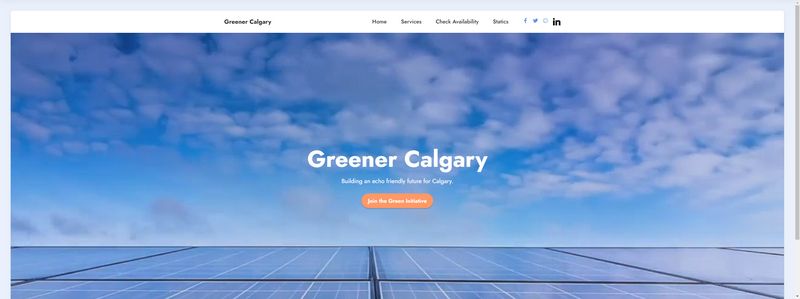 Greener Calgary
Home Services Check Availability Statics
Greener Calgary
Building an echo friendly future for Calgary.
Join the Green Initiative